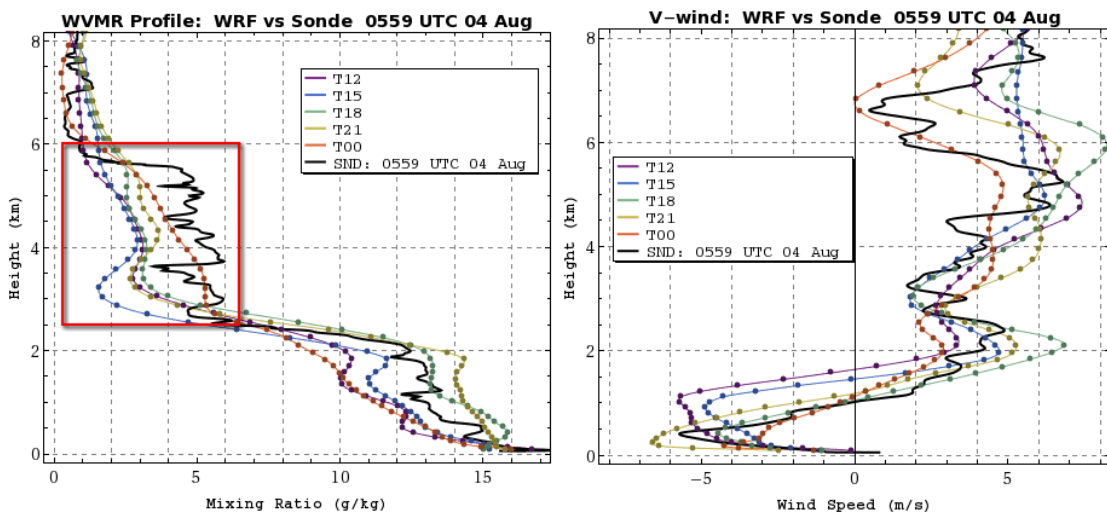 WVMR Profile: WRF vs Sonde 0559 UTC 04 Aug
8
6
4
2
0
Height (km)
T12
T15
T18
T21
T00
SND: 0559 UTC 04 Aug
0 5 10 15
Mixing Ratio (g/kg)
V−wind: WRF vs Sonde 0559 UTC 04 Aug
8
6
4
2
0
Height (km)
T12
T15
T18
T21
T00
SND: 0559 UTC 04 Aug
−5 0 5
Wind Speed (m/s)